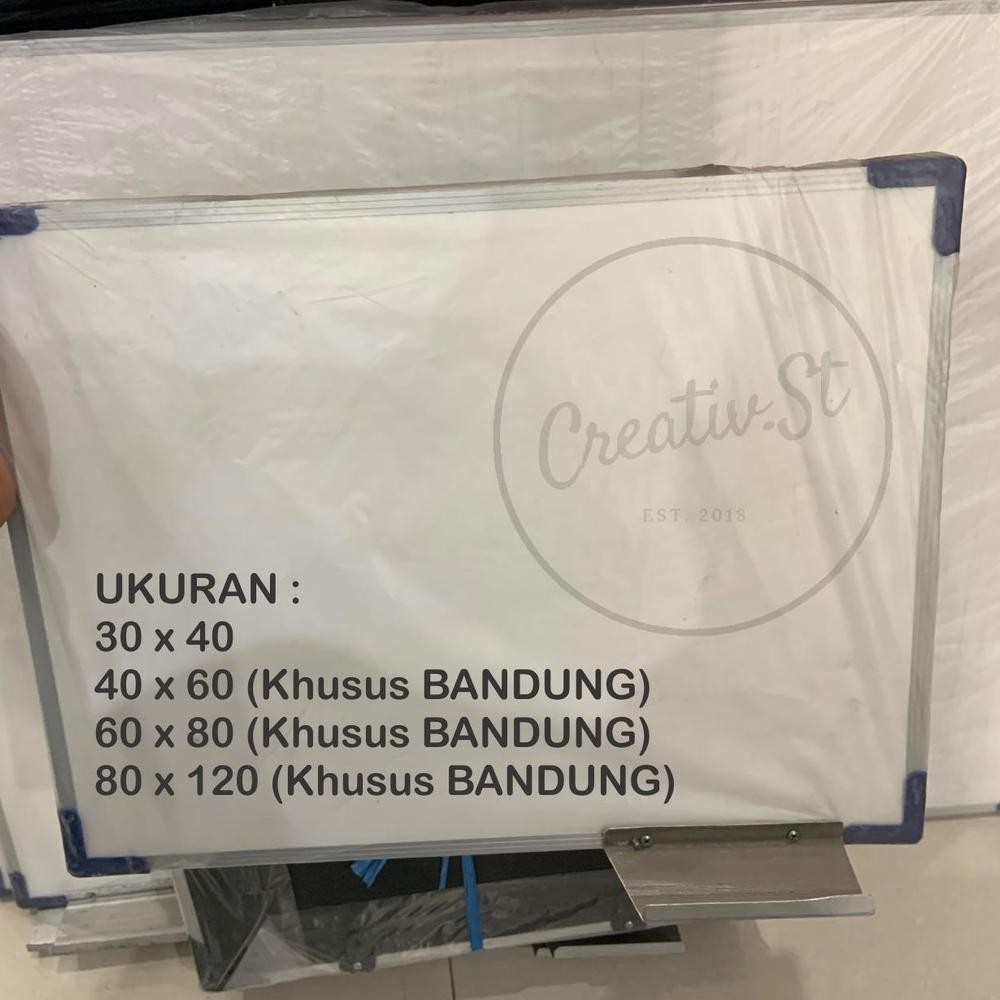 Creativ.St
EST. 2018
UKURAN :
30 x 40
40 x 60 (Khusus BANDUNG)
60 x 80 (Khusus BANDUNG)
80 x 120 (Khusus BANDUNG)